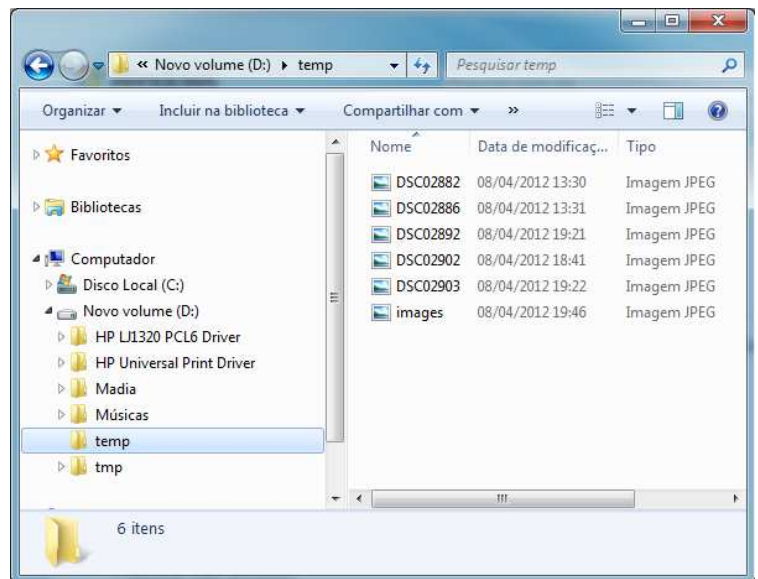 « Novo volume (D:) ▸ temp
Pesquisar temp
Organizar Incluir na biblioteca Compartilhar com »
Favoritos
Bibliotecas
Computador
Disco Local (C:)
Novo volume (D:)
HP LJ1320 PCL6 Driver
HP Universal Print Driver
Madia
Músicas
temp
tmp
Nome Data de modificaç... Tipo
DSC02882 08/04/2012 13:30 Imagem JPEG
DSC02886 08/04/2012 13:31 Imagem JPEG
DSC02892 08/04/2012 19:21 Imagem JPEG
DSC02902 08/04/2012 18:41 Imagem JPEG
DSC02903 08/04/2012 19:22 Imagem JPEG
images 08/04/2012 19:46 Imagem JPEG
6 itens